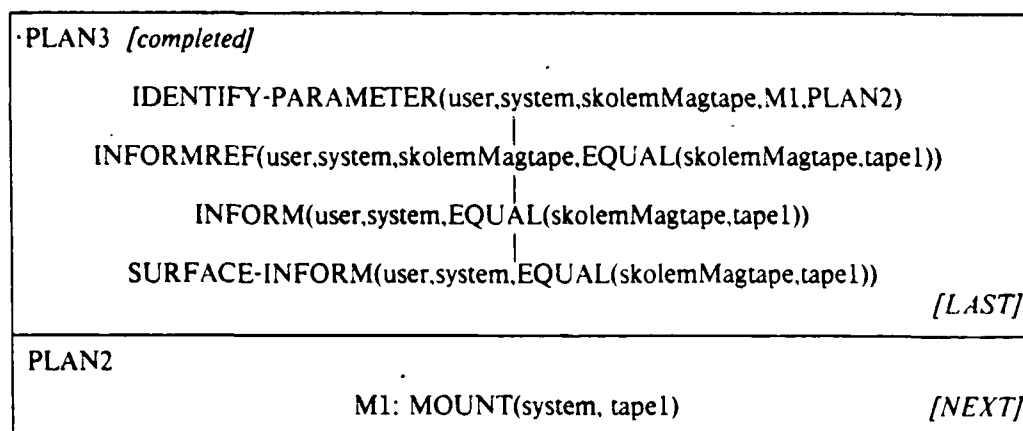 PLAN3 [completed]
IDENTIFY-PARAMETER(user,system,skolemMagtape,M1,PLAN2)
INFORMREF(user,system,skolemMagtape,EQUAL(skolemMagtape,tape1))
INFORM(user,system,EQUAL(skolemMagtape,tape1))
SURFACE-INFORM(user,system,EQUAL(skolemMagtape,tape1))
[LAST]
PLAN2
M1: MOUNT(system, tape1) [NEXT]